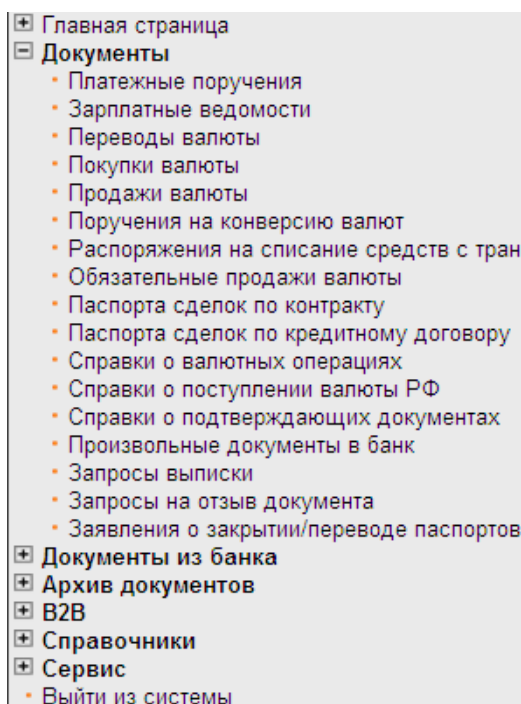 Главная страница
Документы
Платежные поручения
Зарплатные ведомости
Переводы валюты
Покупки валюты
Продажи валюты
Поручения на конверсию валют
Распоряжения на списание средств с тран
Обязательные продажи валюты
Паспорта сделок по контракту
Паспорта сделок по кредитному договору
Справки о валютных операциях
Справки о поступлении валюты РФ
Справки о подтверждающих документах
Произвольные документы в банк
Запросы выписки
Запросы на отзыв документа
Заявления о закрытии/переводе паспортов
Документы из банка
Архив документов
B2B
Справочники
Сервис
Выйти из системы